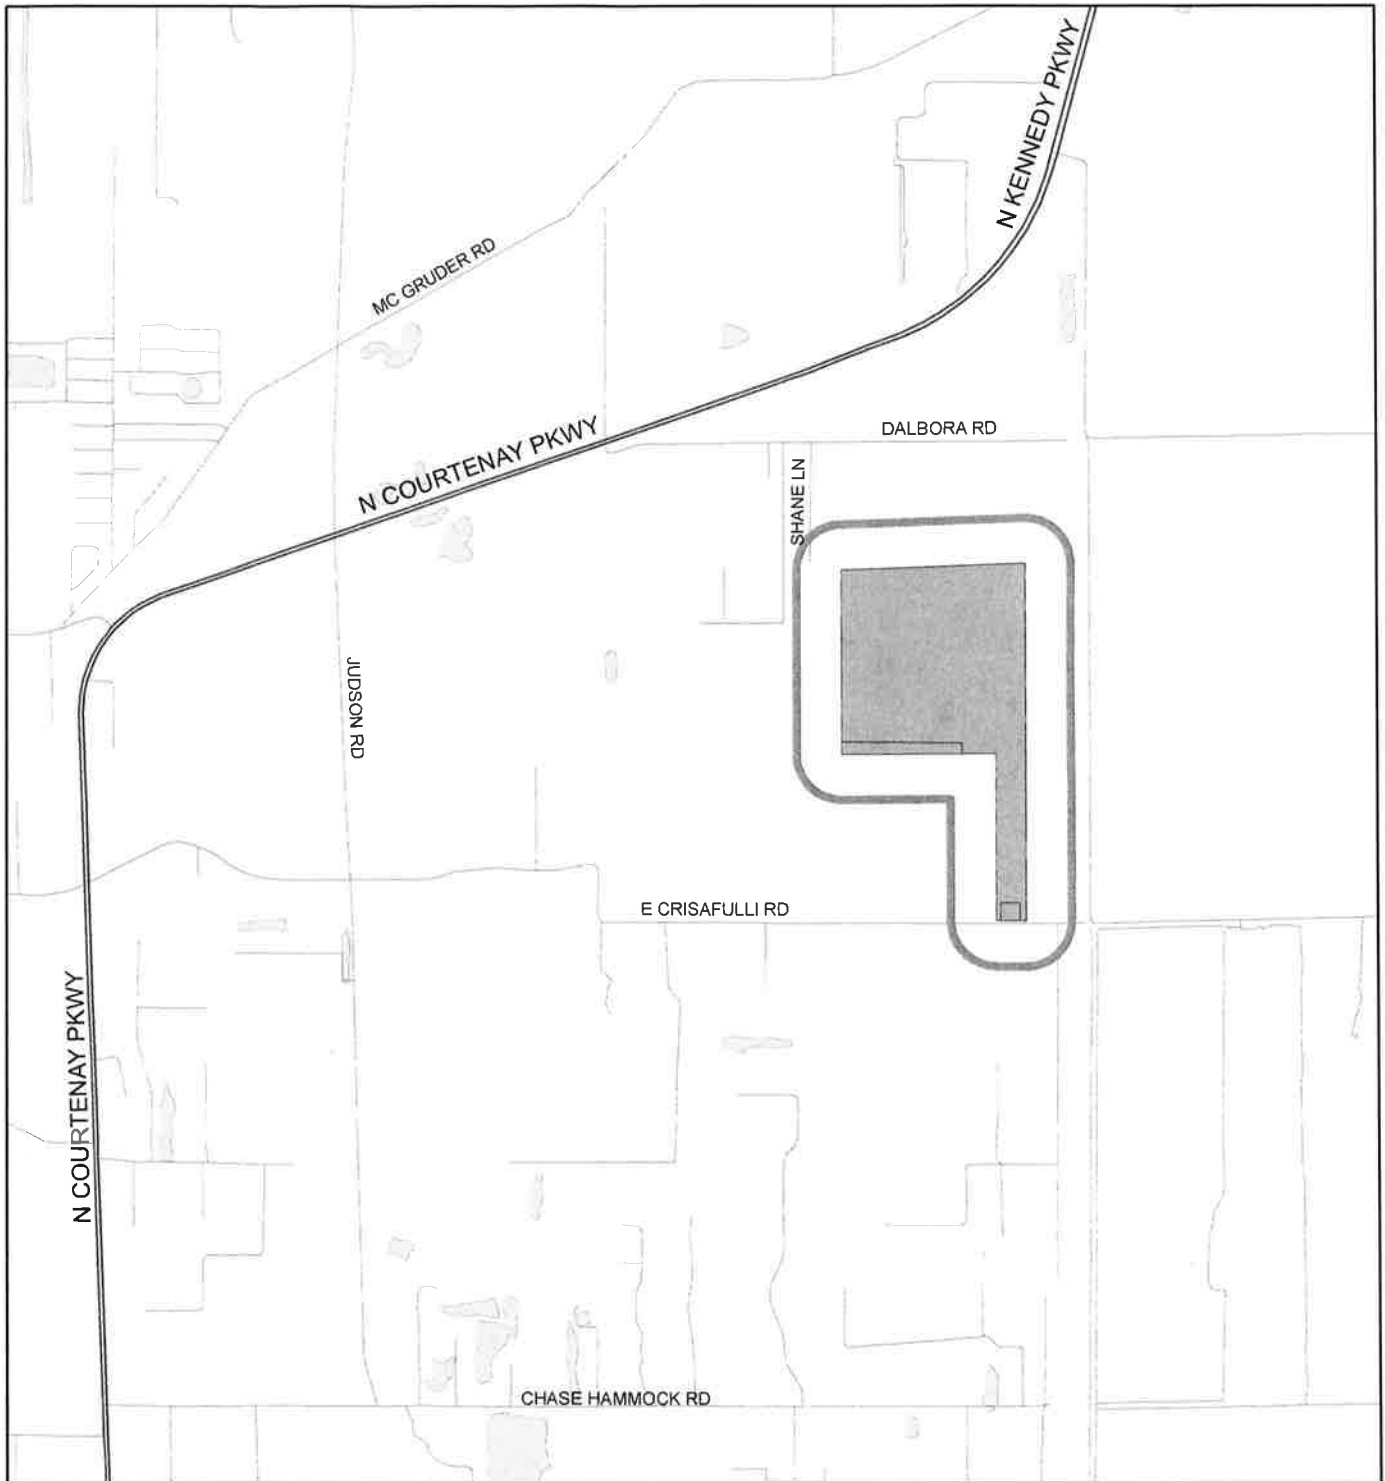 N KENNEDY PKWY
MC GRUDER RD
N COURTENAY PKWY
DALBORA RD
SHANE LN
JUDSON RD
E CRISAFULLI RD
N COURTENAY PKWY
CHASE HAMMOCK RD